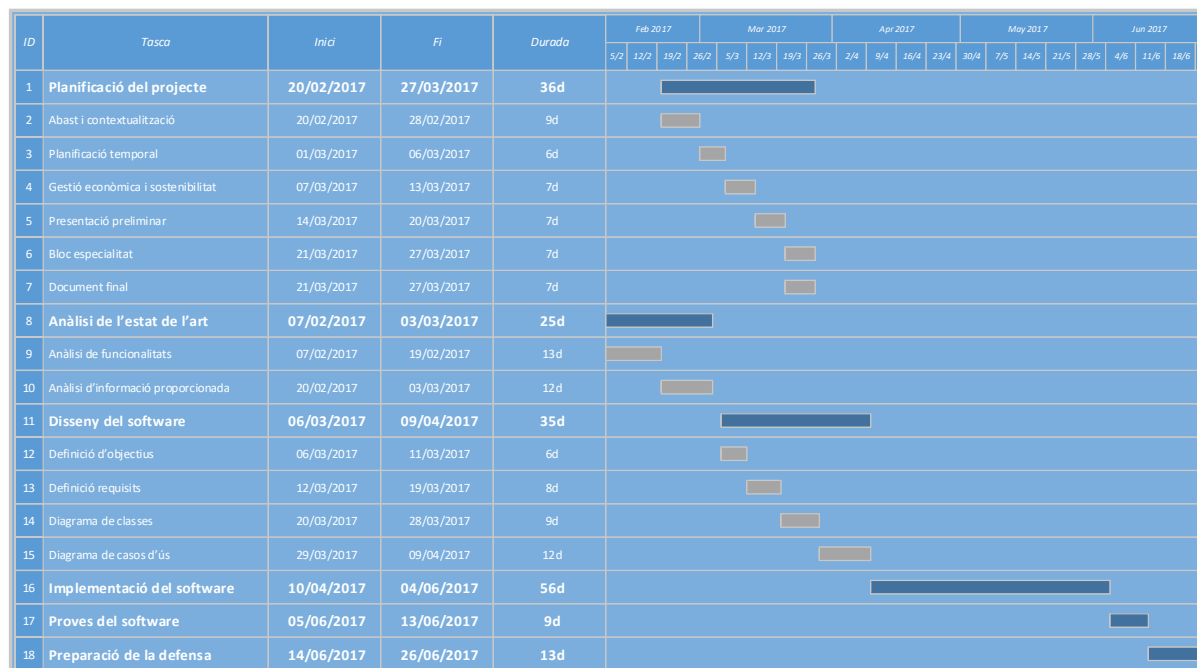 ID Tasca Inici Fi Durada Feb 2017 Mar 2017 Apr 2017 May 2017 Jun 2017
5/2 12/2 19/2 26/2 5/3 12/3 19/3 26/3 2/4 9/4 16/4 23/4 30/4 7/5 14/5 21/5 28/5 4/6 11/6 18/6
1 Planificació del projecte 20/02/2017 27/03/2017 36d
2 Abast i contextualització 20/02/2017 28/02/2017 9d
3 Planificació temporal 01/03/2017 06/03/2017 6d
4 Gestió econòmica i sostenibilitat 07/03/2017 13/03/2017 7d
5 Presentació preliminar 14/03/2017 20/03/2017 7d
6 Bloc especialitat 21/03/2017 27/03/2017 7d
7 Document final 21/03/2017 27/03/2017 7d
8 Anàlisi de l’estat de l’art 07/02/2017 03/03/2017 25d
9 Anàlisi de funcionalitats 07/02/2017 19/02/2017 13d
10 Anàlisi d’informació proporcionada 20/02/2017 03/03/2017 12d
11 Disseny del software 06/03/2017 09/04/2017 35d
12 Definició d’objectius 06/03/2017 11/03/2017 6d
13 Definició requisits 12/03/2017 19/03/2017 8d
14 Diagrama de classes 20/03/2017 28/03/2017 9d
15 Diagrama de casos d’ús 29/03/2017 09/04/2017 12d
16 Implementació del software 10/04/2017 04/06/2017 56d
17 Proves del software 05/06/2017 13/06/2017 9d
18 Preparació de la defensa 14/06/2017 26/06/2017 13d